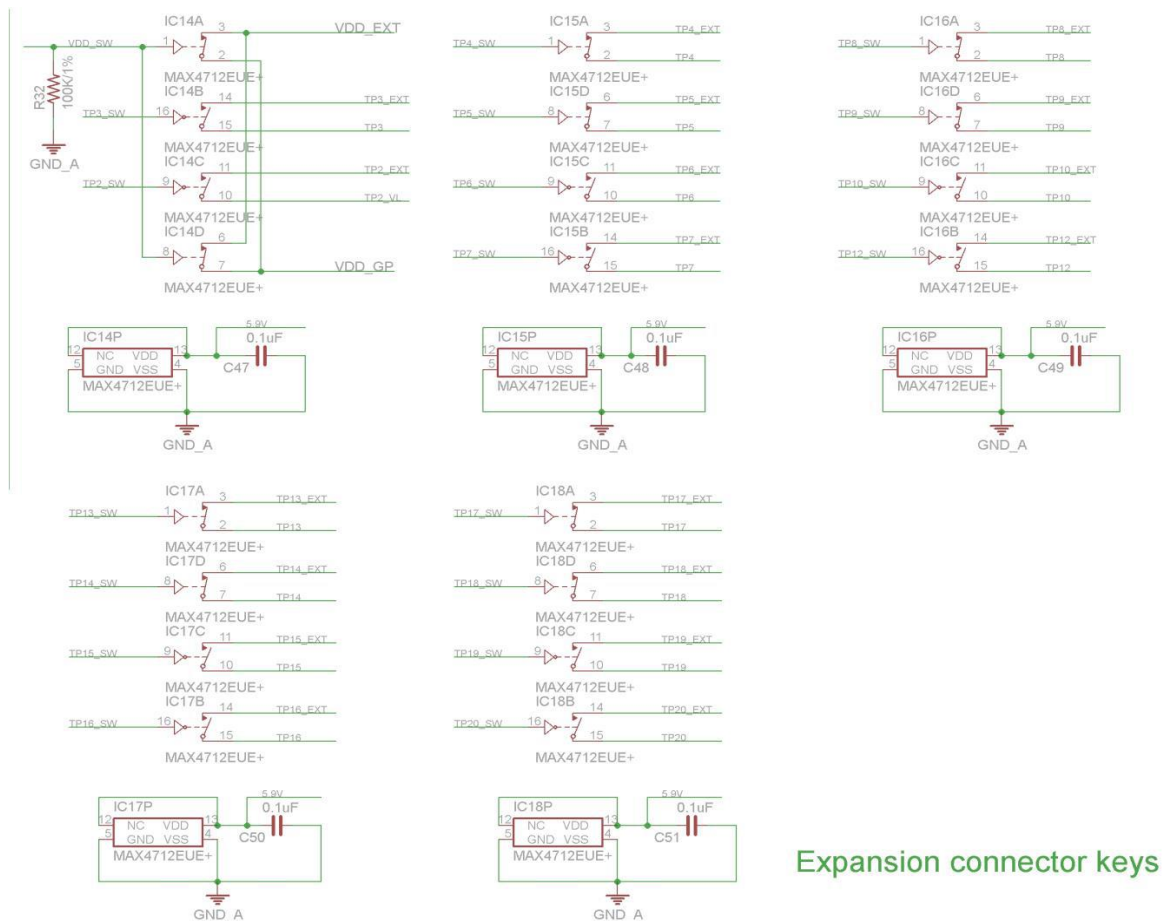 IC14A
VDD_SW
1
3
VDD_EXT
2
MAX4712EUE+
R32
100K/1%
GND_A
IC14B
TP3_SW
16
14
TP3_EXT
15
TP3
MAX4712EUE+
IC14C
TP2_SW
9
11
TP2_EXT
10
TP2_VL
MAX4712EUE+
IC14D
8
6
7
VDD_GP
MAX4712EUE+
IC15A
TP4_SW
1
3
TP4_EXT
2
TP4
MAX4712EUE+
IC15D
TP5_SW
8
6
TP5_EXT
7
TP5
MAX4712EUE+
IC15C
TP6_SW
9
11
TP6_EXT
10
TP6
MAX4712EUE+
IC15B
TP7_SW
16
14
TP7_EXT
15
TP7
MAX4712EUE+
IC16A
TP8_SW
1
3
TP8_EXT
2
TP8
MAX4712EUE+
IC16D
TP9_SW
8
6
TP9_EXT
7
TP9
MAX4712EUE+
IC16C
TP10_SW
9
11
TP10_EXT
10
TP10
MAX4712EUE+
IC16B
TP12_SW
16
14
TP12_EXT
15
TP12
MAX4712EUE+
IC14P
5.9V
0.1uF
12 NC VDD 13
5 GND VSS 4
C47
MAX4712EUE+
GND_A
IC15P
5.9V
0.1uF
12 NC VDD 13
5 GND VSS 4
C48
MAX4712EUE+
GND_A
IC16P
5.9V
0.1uF
12 NC VDD 13
5 GND VSS 4
C49
MAX4712EUE+
GND_A
IC17A
TP13_SW
1
3
TP13_EXT
2
TP13
MAX4712EUE+
IC17D
TP14_SW
8
6
TP14_EXT
7
TP14
MAX4712EUE+
IC17C
TP15_SW
9
11
TP15_EXT
10
TP15
MAX4712EUE+
IC17B
TP16_SW
16
14
TP16_EXT
15
TP16
MAX4712EUE+
IC18A
TP17_SW
1
3
TP17_EXT
2
TP17
MAX4712EUE+
IC18D
TP18_SW
8
6
TP18_EXT
7
TP18
MAX4712EUE+
IC18C
TP19_SW
9
11
TP19_EXT
10
TP19
MAX4712EUE+
IC18B
TP20_SW
16
14
TP20_EXT
15
TP20
MAX4712EUE+
IC17P
5.9V
0.1uF
12 NC VDD 13
5 GND VSS 4
C50
MAX4712EUE+
GND_A
IC18P
5.9V
0.1uF
12 NC VDD 13
5 GND VSS 4
C51
MAX4712EUE+
GND_A
Expansion connector keys